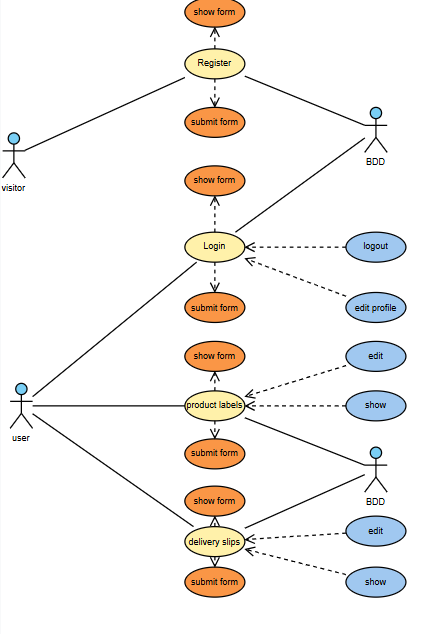 show form
Register
submit form
BDD
visitor
show form
Login
logout
submit form
edit profile
show form
edit
product labels
show
user
submit form
BDD
show form
edit
delivery slips
submit form
show